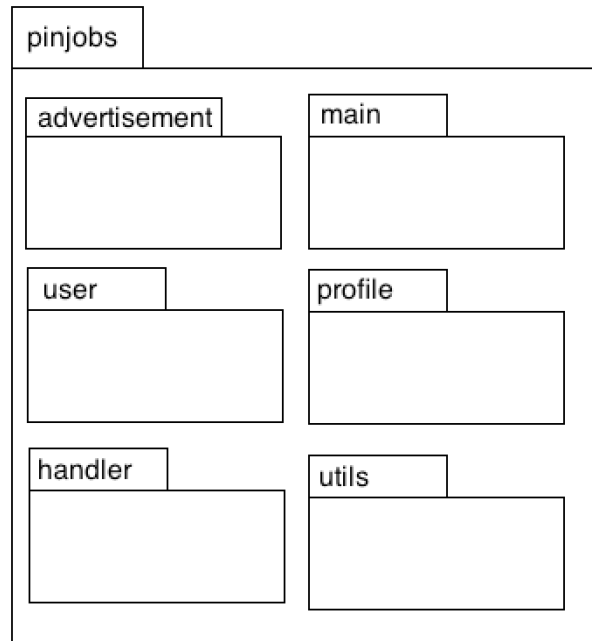 pinjobs
advertisement
main
user
profile
handler
utils